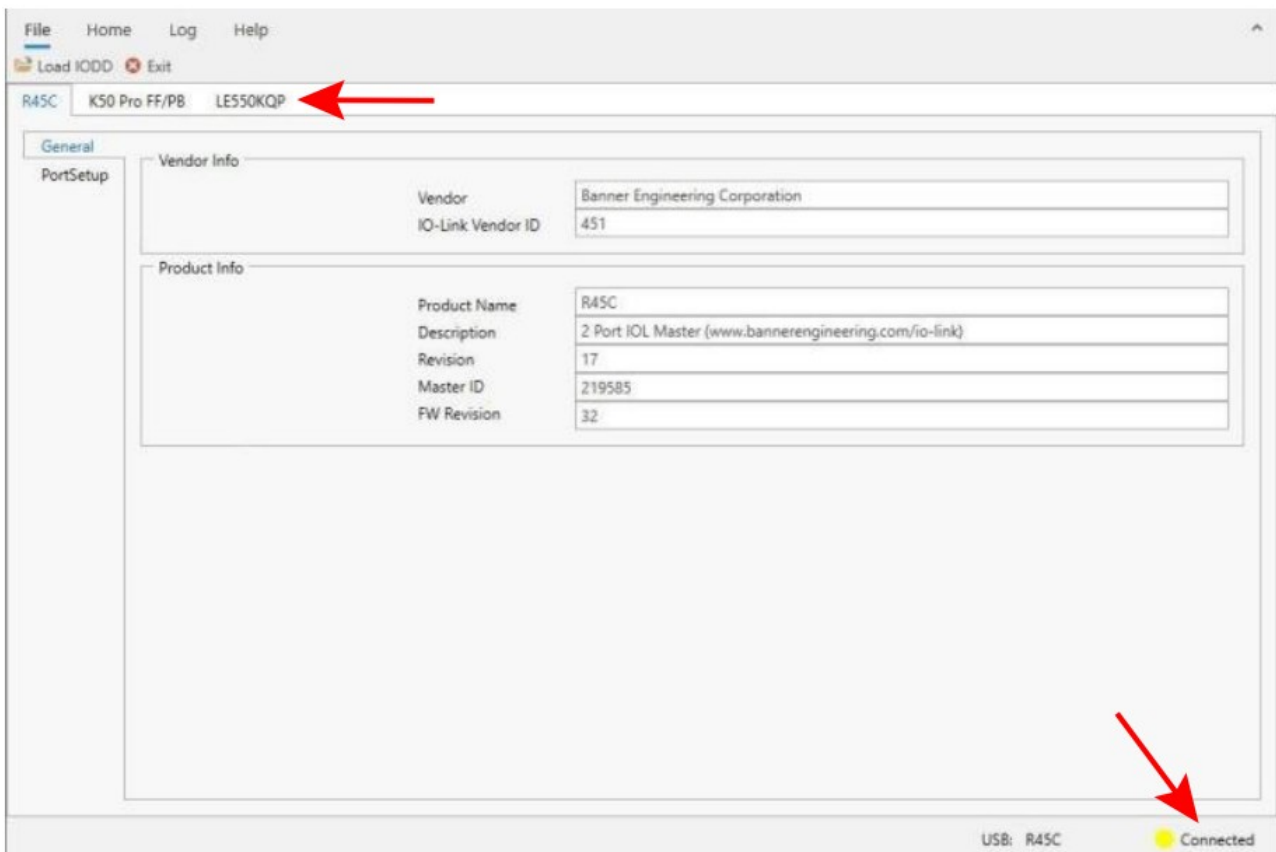 File Home Log Help
Load IODD Exit
R45C K50 Pro FF/PB LE550KQP
General
PortSetup
Vendor Info
Vendor Banner Engineering Corporation
IO-Link Vendor ID 451
Product Info
Product Name R45C
Description 2 Port IOL Master (www.bannerengineering.com/io-link)
Revision 17
Master ID 219585
FW Revision 32
USB: R45C Connected